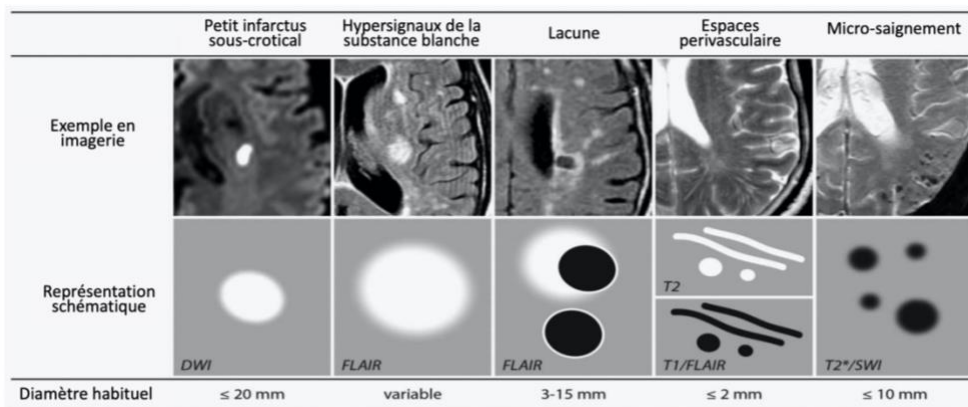 Petit infarctus
sous-crotical
Hypersignaux de la
substance blanche
Lacune
Espaces
perivasculaire
Micro-saignement
Exemple en
imagerie
Représentation
schématique
DWI
FLAIR
FLAIR
T2
T1/FLAIR
T2*/SWI
Diamètre habituel
≤ 20 mm
variable
3-15 mm
≤ 2 mm
≤ 10 mm